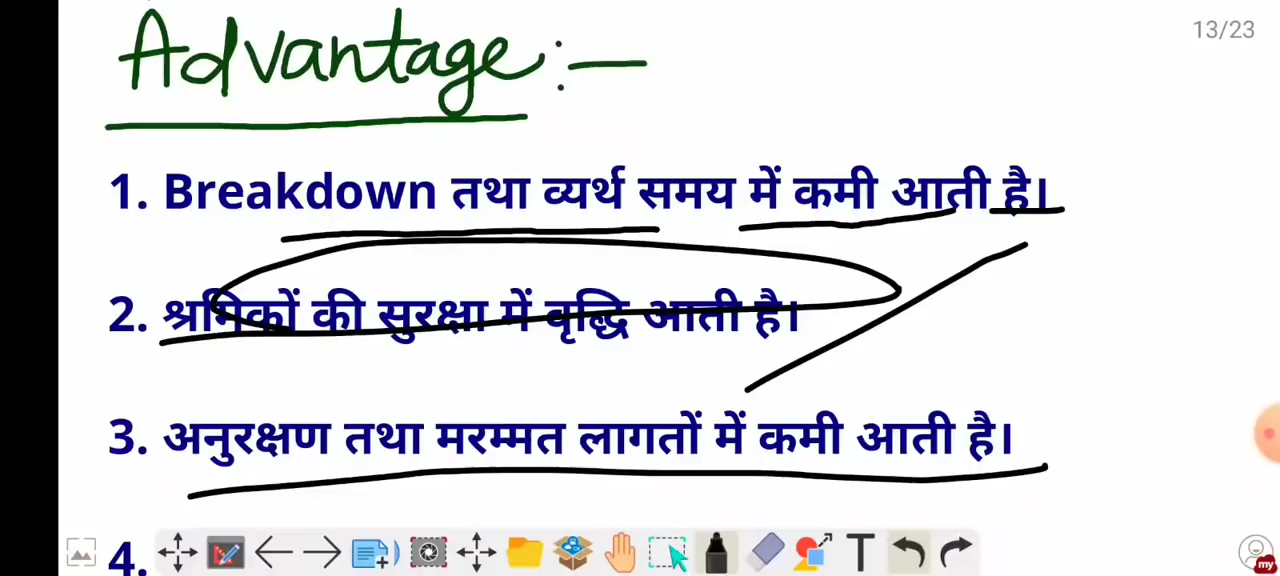 Advantage:—
13/23
1. Breakdown तथा व्यर्थ समय में कमी आती है।
2. श्रमिकों की सुरक्षा में वृद्धि आती है।
3. अनुरक्षण तथा मरम्मत लागतों में कमी आती है।
4.
T
my